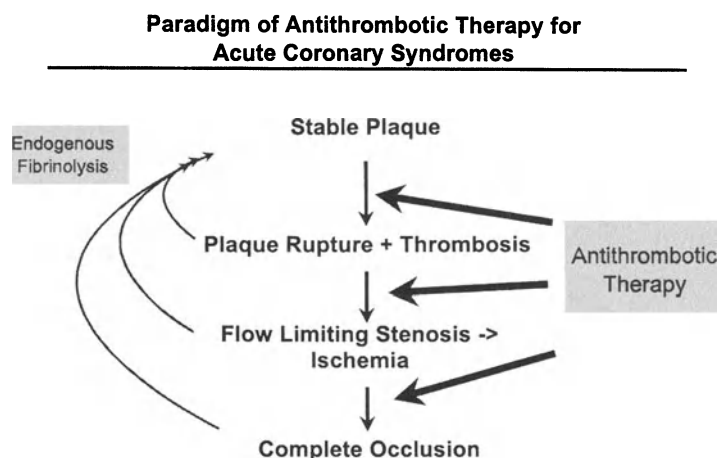 Paradigm of Antithrombotic Therapy for
Acute Coronary Syndromes
Stable Plaque
Endogenous
Fibrinolysis
Plaque Rupture + Thrombosis
Antithrombotic
Therapy
Flow Limiting Stenosis ->
Ischemia
Complete Occlusion